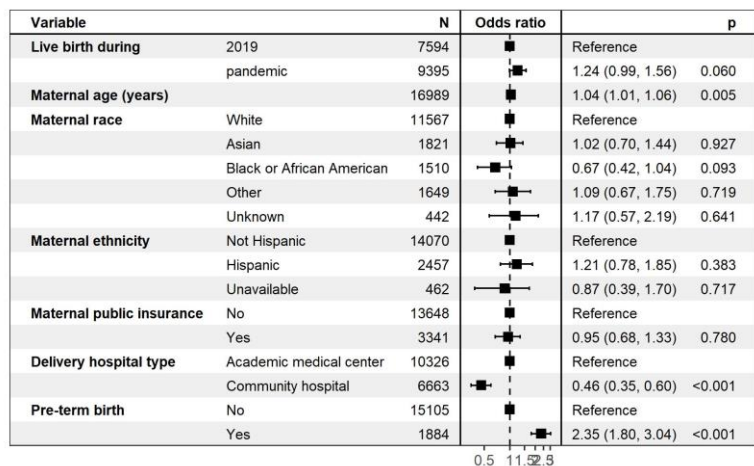 Variable N Odds ratio p
Live birth during 2019 7594 Reference
pandemic 9395 1.24 (0.99, 1.56) 0.060
Maternal age (years) 16989 1.04 (1.01, 1.06) 0.005
Maternal race White 11567 Reference
Asian 1821 1.02 (0.70, 1.44) 0.927
Black or African American 1510 0.67 (0.42, 1.04) 0.093
Other 1649 1.09 (0.67, 1.75) 0.719
Unknown 442 1.17 (0.57, 2.19) 0.641
Maternal ethnicity Not Hispanic 14070 Reference
Hispanic 2457 1.21 (0.78, 1.85) 0.383
Unavailable 462 0.87 (0.39, 1.70) 0.717
Maternal public insurance No 13648 Reference
Yes 3341 0.95 (0.68, 1.33) 0.780
Delivery hospital type Academic medical center 10326 Reference
Community hospital 6663 0.46 (0.35, 0.60) <0.001
Pre-term birth No 15105 Reference
Yes 1884 2.35 (1.80, 3.04) <0.001
0.5 1 1.5